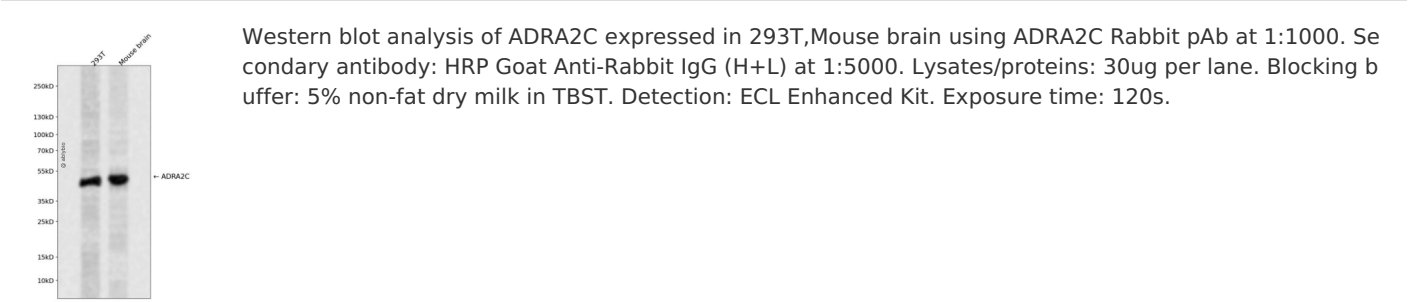 Western blot analysis of ADRA2C expressed in 293T,Mouse brain using ADRA2C Rabbit pAb at 1:1000. Se
condary antibody: HRP Goat Anti-Rabbit IgG (H+L) at 1:5000. Lysates/proteins: 30ug per lane. Blocking b
uffer: 5% non-fat dry milk in TBST. Detection: ECL Enhanced Kit. Exposure time: 120s.
293T
Mouse brain
250kD
130kD
100kD
70kD
55kD
35kD
25kD
15kD
10kD
@ abytou
← ADRA2C